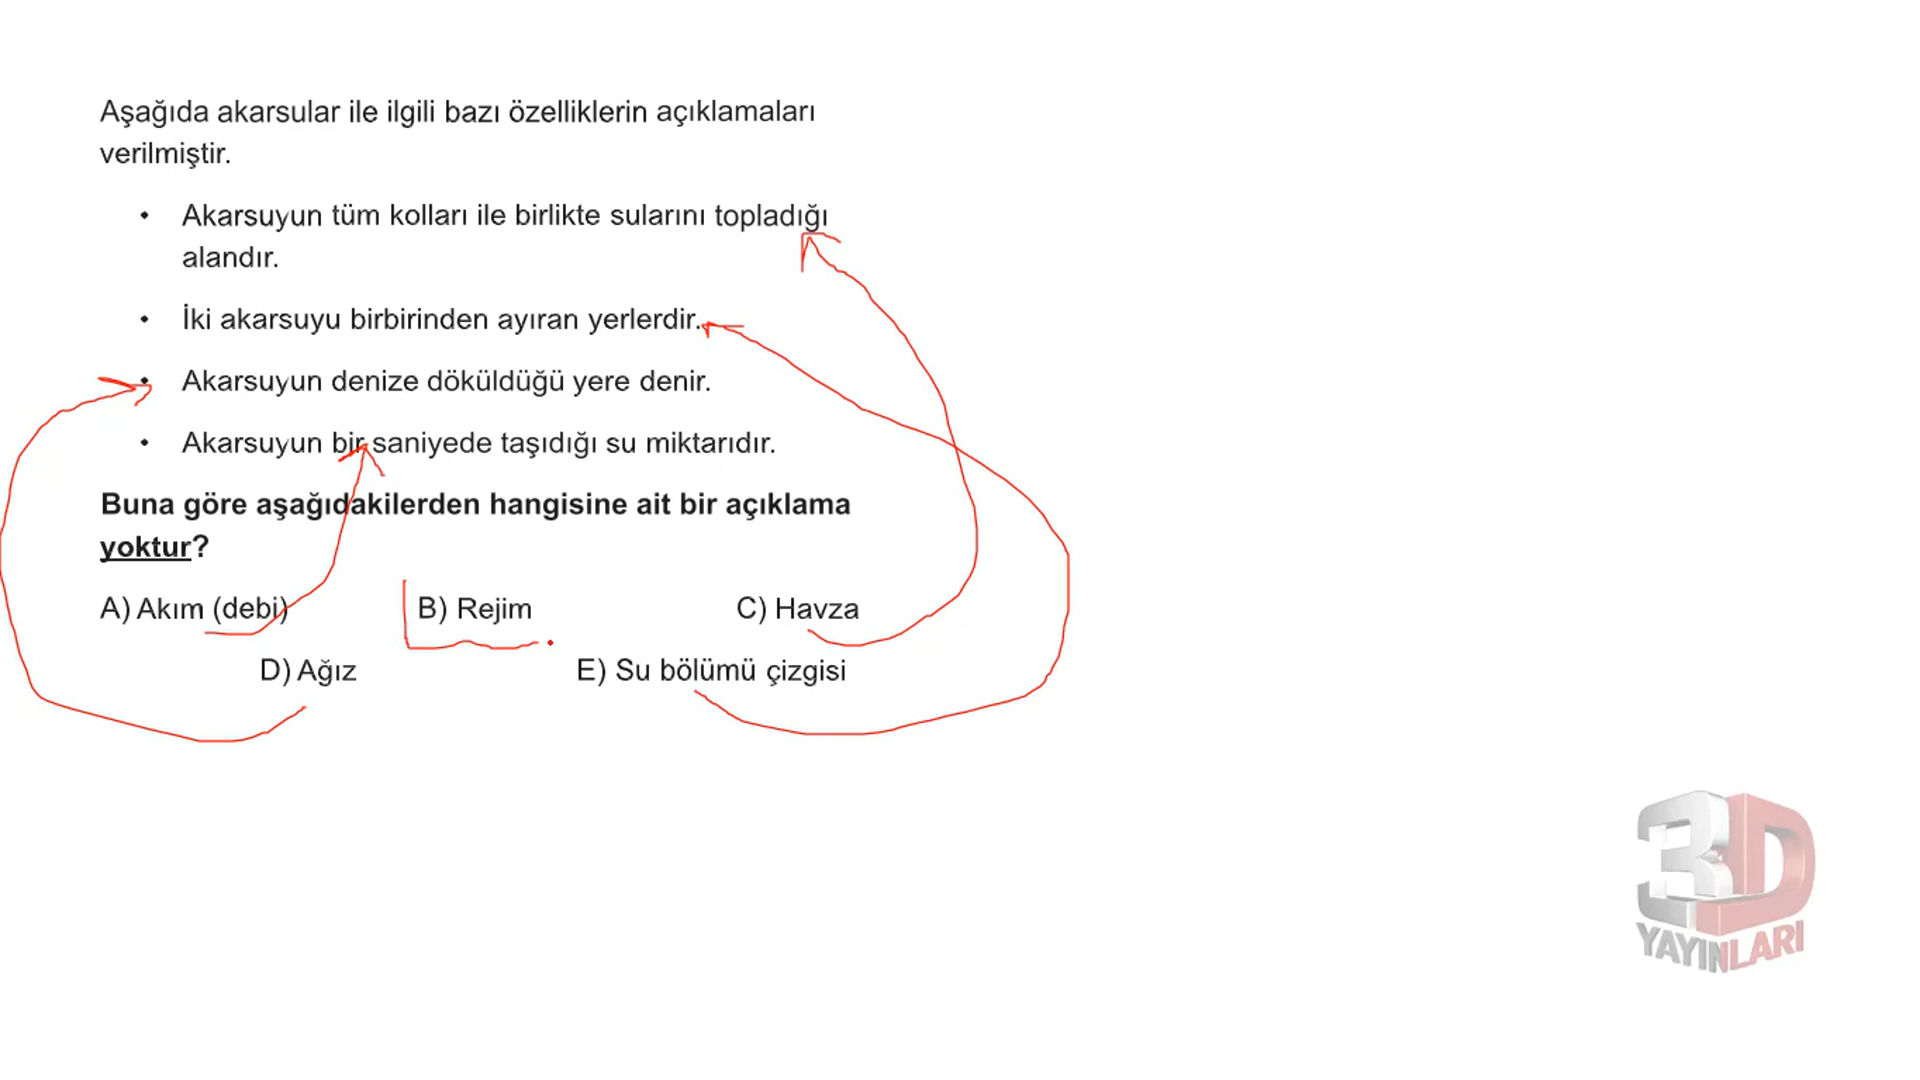 Aşağıda akarsular ile ilgili bazı özelliklerin açıklamaları
verilmiştir.
• Akarsuyun tüm kolları ile birlikte sularını topladığı
alandır.
• İki akarsuyu birbirinden ayıran yerlerdir.
• Akarsuyun denize döküldüğü yere denir.
• Akarsuyun bir saniyede taşıdığı su miktarıdır.
Buna göre aşağıdakilerden hangisine ait bir açıklama
yoktur?
A) Akım (debi) B) Rejim C) Havza
D) Ağız E) Su bölümü çizgisi
3D
YAYINLARI